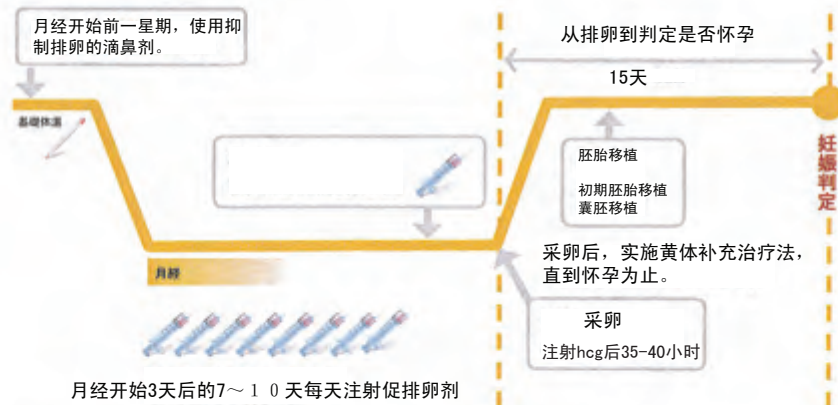 月经开始前一星期，使用抑
制排卵的滴鼻剂。
从排卵到判定是否怀孕
15天
基礎体温
胚胎移植
初期胚胎移植
囊胚移植
妊娠判定
月経
采卵后，实施黄体补充治疗法，
直到怀孕为止。
采卵
注射hcg后35-40小时
月经开始3天后的7～１０天每天注射促排卵剂